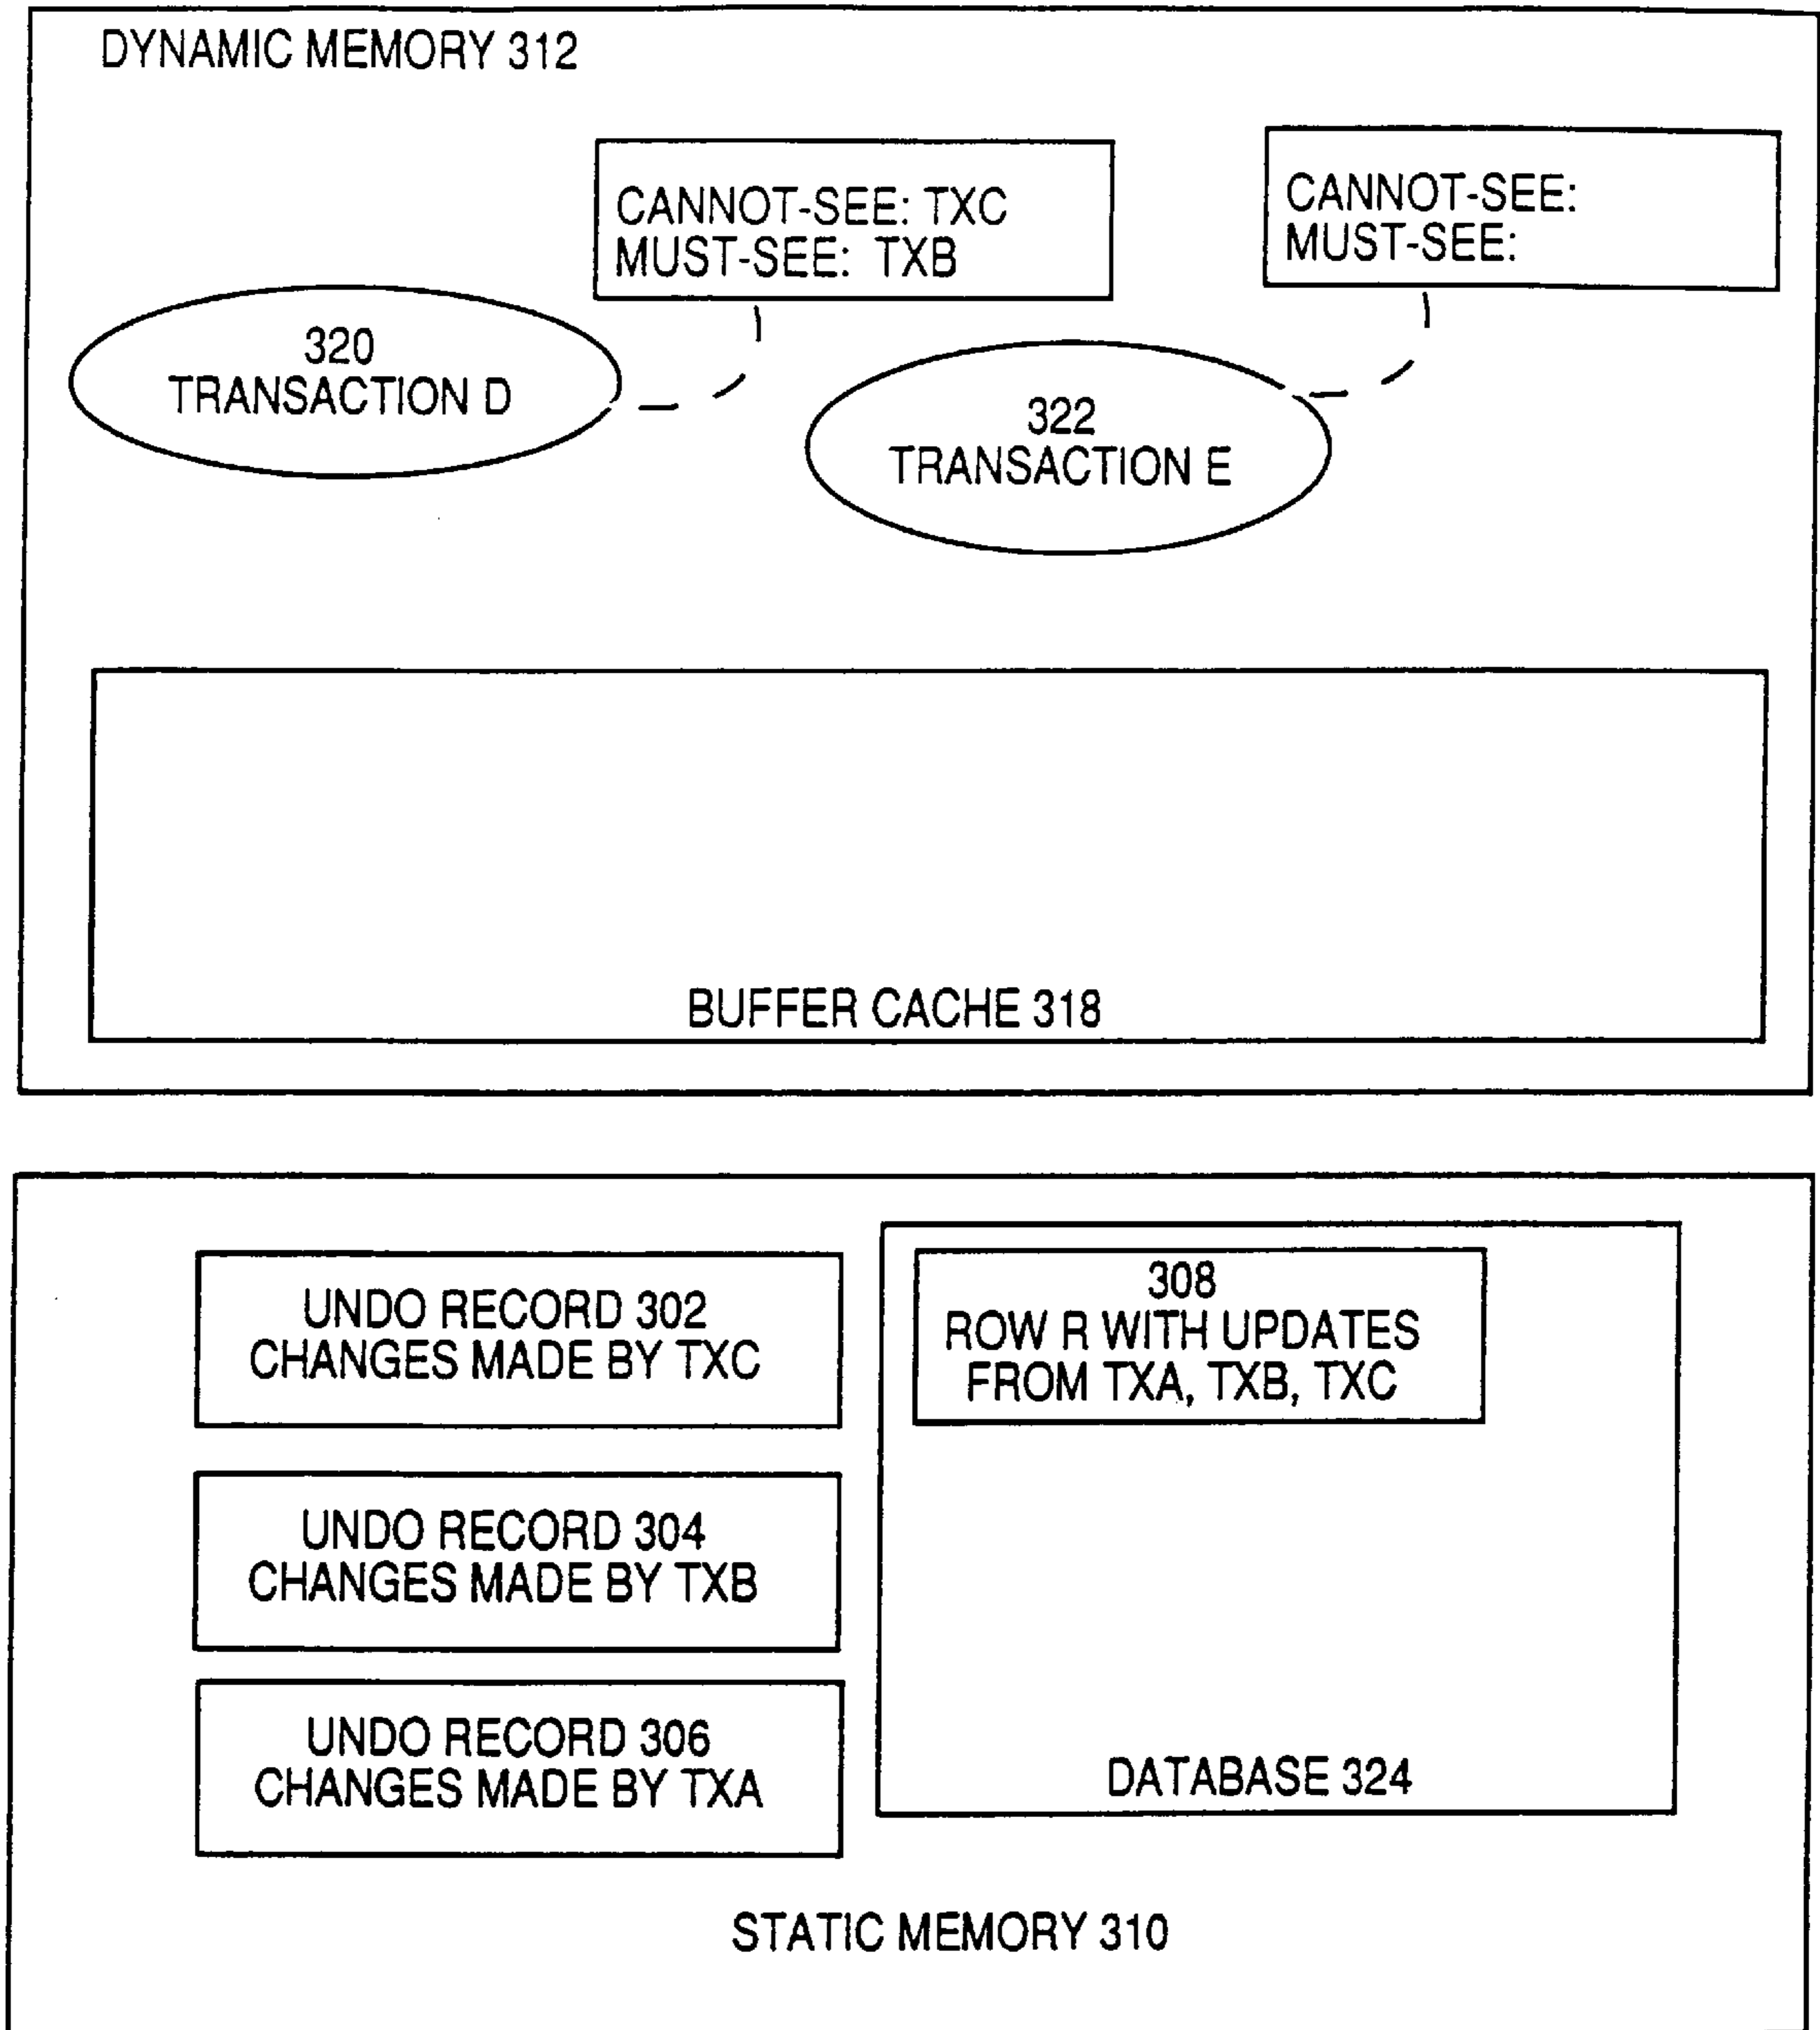 DYNAMIC MEMORY 312
CANNOT-SEE: TXC
MUST-SEE: TXB
CANNOT-SEE:
MUST-SEE:
320
TRANSACTION D
322
TRANSACTION E
BUFFER CACHE 318
UNDO RECORD 302
CHANGES MADE BY TXC
308
ROW R WITH UPDATES
FROM TXA, TXB, TXC
UNDO RECORD 304
CHANGES MADE BY TXB
UNDO RECORD 306
CHANGES MADE BY TXA
DATABASE 324
STATIC MEMORY 310